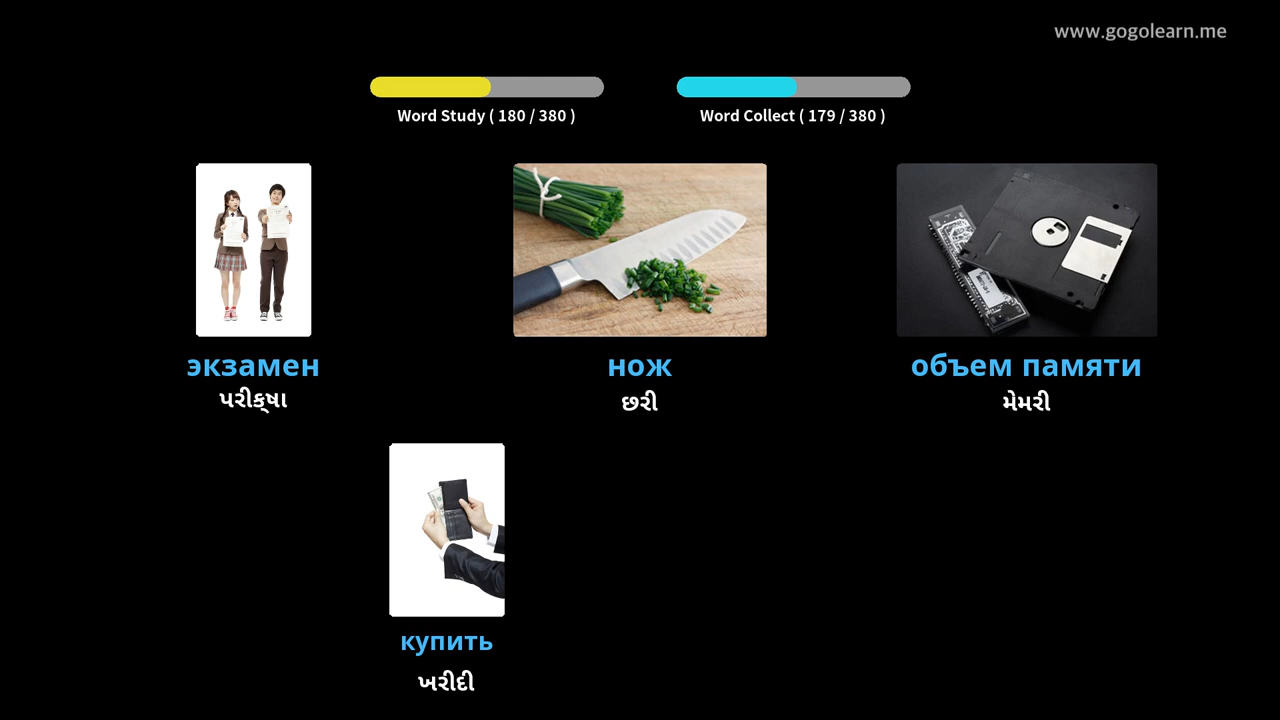 www.gogolearn.me
Word Study ( 180 / 380 )
Word Collect ( 179 / 380 )
экзамен
પરીક્ષા
нож
છરી
объем памяти
મેમરી
купить
ખરીદી